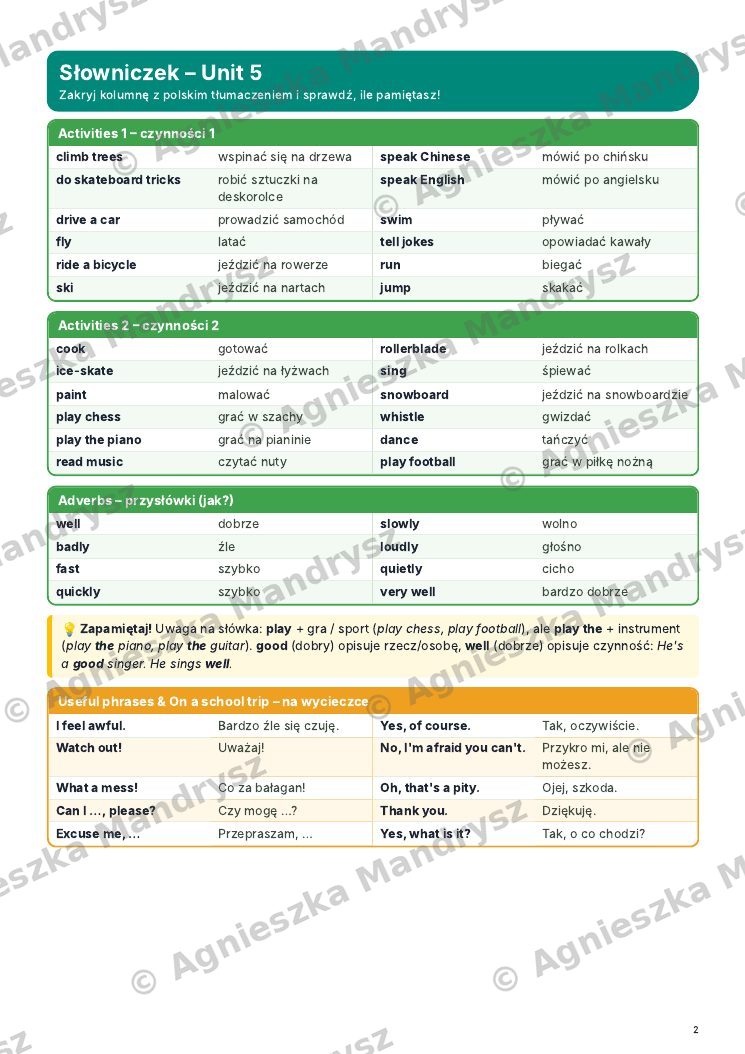 Słowniczek – Unit 5
Zakryj kolumnę z polskim tłumaczeniem i sprawdź, ile pamiętasz!
Activities 1 – czynności 1
climb trees wspinać się na drzewa speak Chinese mówić po chińsku
do skateboard tricks robić sztuczki na deskorolce speak English mówić po angielsku
drive a car prowadzić samochód swim pływać
fly latać tell jokes opowiadać kawały
ride a bicycle jeździć na rowerze run biegać
ski jeździć na nartach jump skakać
Activities 2 – czynności 2
cook gotować rollerblade jeździć na rolkach
ice-skate jeździć na łyżwach sing śpiewać
paint malować snowboard jeździć na snowboardzie
play chess grać w szachy whistle gwizdać
play the piano grać na pianinie dance tańczyć
read music czytać nuty play football grać w piłkę nożną
Adverbs – przysłówki (jak?)
well dobrze slowly wolno
badly źle loudly głośno
fast szybko quietly cicho
quickly szybko very well bardzo dobrze
💡 Zapamiętaj! Uwaga na słówka: play + gra / sport (play chess, play football), ale play the + instrument
(play the piano, play the guitar). good (dobry) opisuje rzecz/osobę, well (dobrze) opisuje czynność: He's
a good singer. He sings well.
Useful phrases & On a school trip – na wycieczce
I feel awful. Bardzo źle się czuję. Yes, of course. Tak, oczywiście.
Watch out! Uważaj! No, I'm afraid you can't. Przykro mi, ale nie możesz.
What a mess! Co za bałagan! Oh, that's a pity. Ojej, szkoda.
Can I ..., please? Czy mogę ...? Thank you. Dziękuję.
Excuse me, ... Przepraszam, ... Yes, what is it? Tak, o co chodzi?
© Agnieszka Mandrysz
2